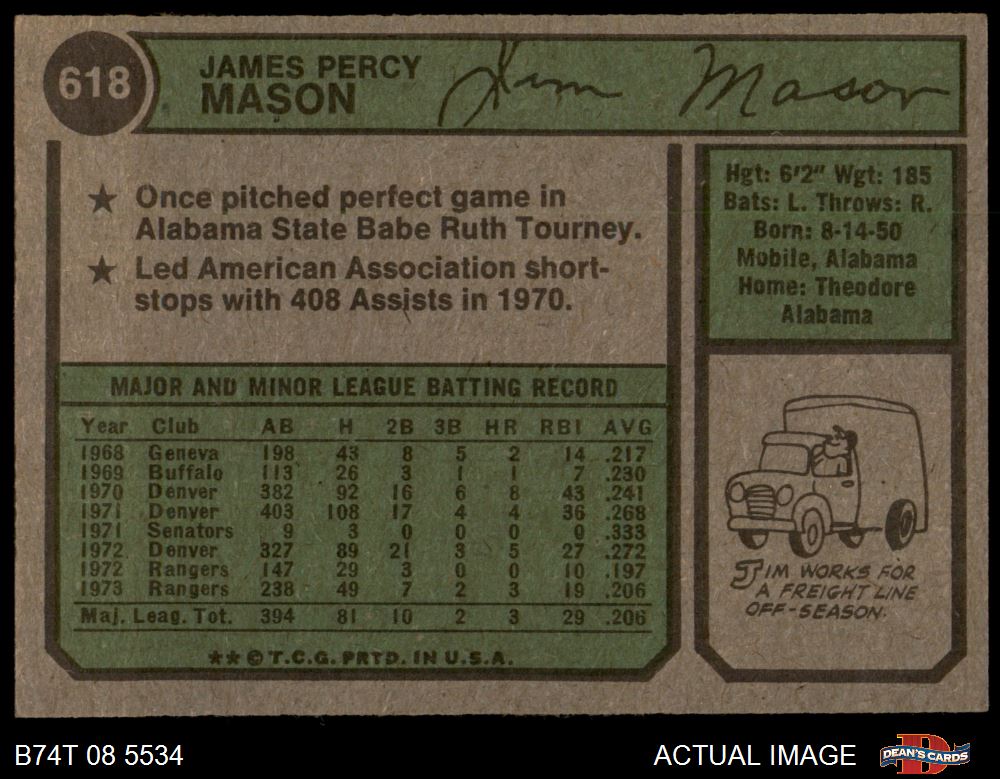 618
JAMES PERCY
MASON
Jim Mason
★ Once pitched perfect game in
Alabama State Babe Ruth Tourney.
★ Led American Association short-
stops with 408 Assists in 1970.
Hgt: 6'2" Wgt: 185
Bats: L. Throws: R.
Born: 8-14-50
Mobile, Alabama
Home: Theodore
Alabama
MAJOR AND MINOR LEAGUE BATTING RECORD
Year Club AB H 2B 3B HR RBI AVG
1968 Geneva 198 43 8 5 2 14 .217
1969 Buffalo 113 26 3 1 1 7 .230
1970 Denver 382 92 16 6 8 43 .241
1971 Denver 403 108 17 4 4 36 .268
1971 Senators 9 3 0 0 0 0 .333
1972 Denver 327 89 21 3 5 27 .272
1972 Rangers 147 29 3 0 0 10 .197
1973 Rangers 238 49 7 2 3 19 .206
Maj. Leag. Tot. 394 81 10 2 3 29 .206
★★ © T.C.G. PRTD. IN U.S.A.
JIM WORKS FOR
A FREIGHT LINE
OFF-SEASON.
B74T 08 5534
ACTUAL IMAGE
D
DEAN'S CARDS